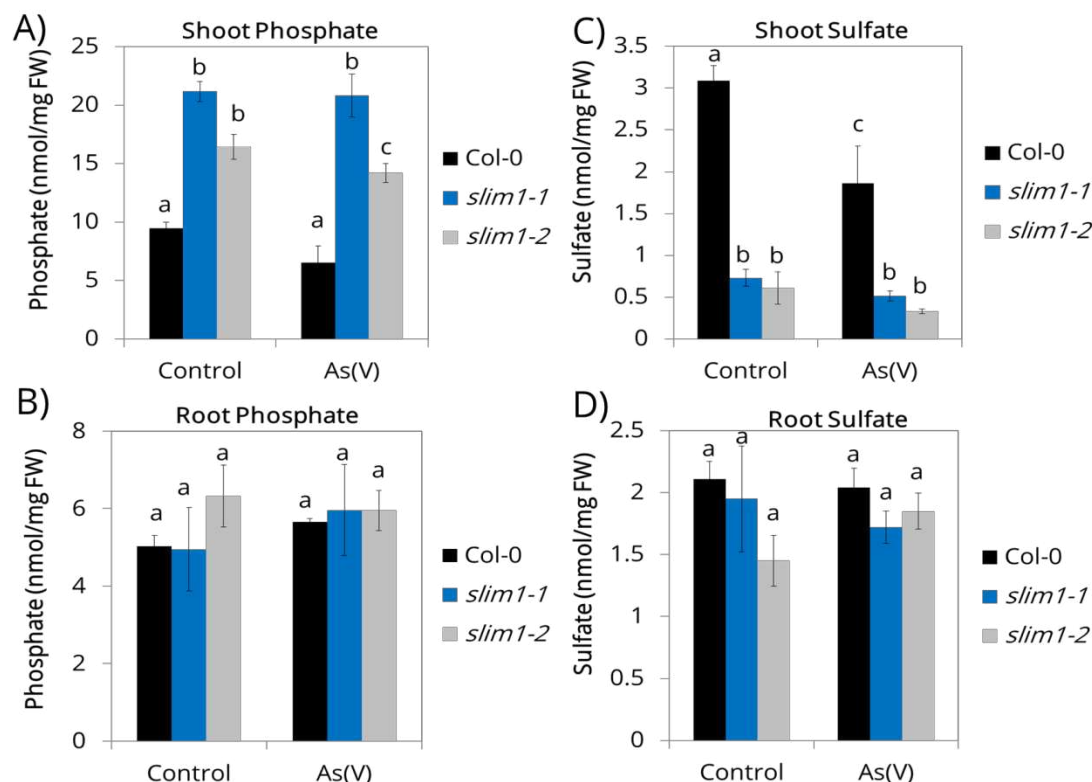 A)
Shoot Phosphate
Phosphate (nmol/mg FW)
25
20
15
10
5
0
a
b
b
a
b
c
Control
As(V)
Col-0
slim1-1
slim1-2
C)
Shoot Sulfate
Sulfate (nmol/mg FW)
3.5
3
2.5
2
1.5
1
0.5
0
a
b
b
c
b
b
Control
As(V)
Col-0
slim1-1
slim1-2
B)
Root Phosphate
Phosphate (nmol/mg FW)
8
6
4
2
0
a
a
a
a
a
a
Control
As(V)
Col-0
slim1-1
slim1-2
D)
Root Sulfate
Sulfate (nmol/mg FW)
2.5
2
1.5
1
0.5
0
a
a
a
a
a
a
Control
As(V)
Col-0
slim1-1
slim1-2